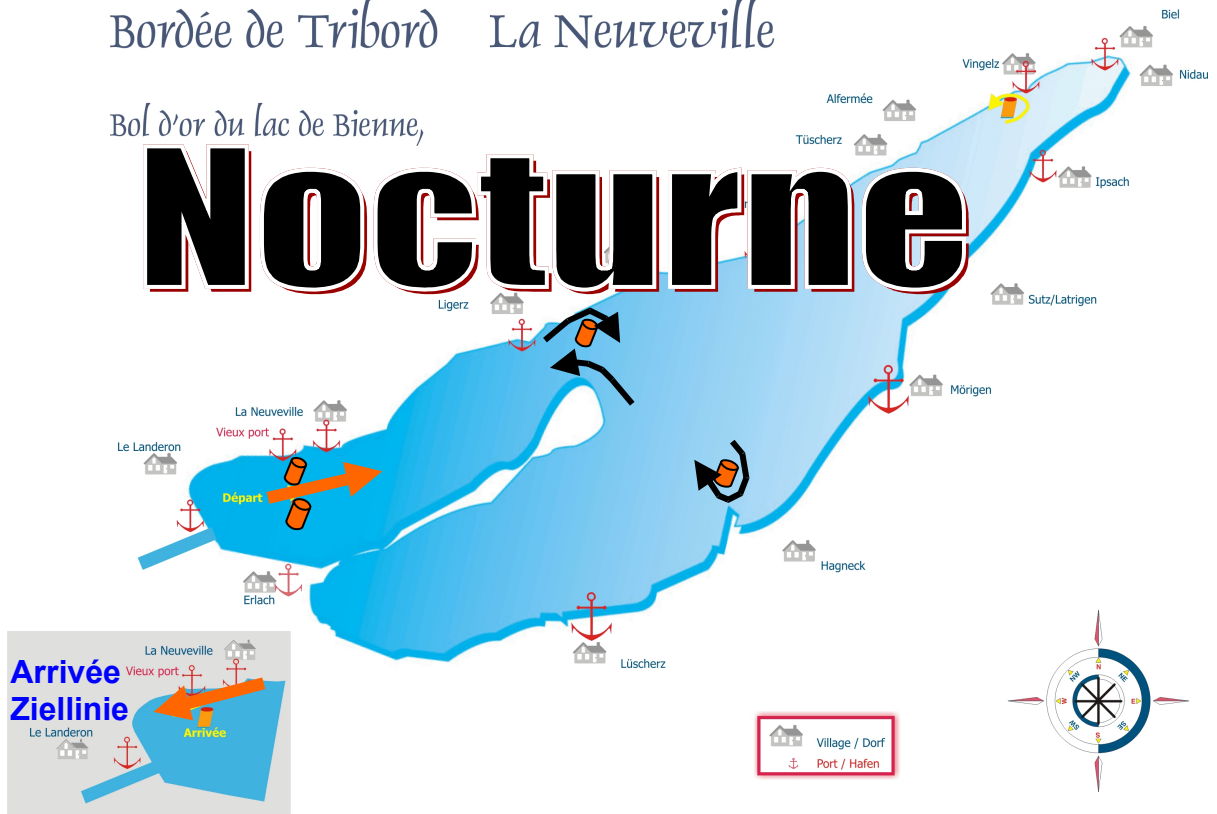 Bordée de Tribord La Neuveville
Bol d'or du lac de Bienne,
Nocturne
Biel
Vingelz
Nidau
Alfermée
Tüscherz
Ipsach
Sutz/Latrigen
Ligerz
Mörigen
La Neuveville
Vieux port
Le Landeron
Départ
Hagneck
Erlach
Lüscherz
La Neuveville
Arrivée
Vieux port
Ziellinie
Le Landeron
Arrivée
Village / Dorf
Port / Hafen
N
NE
E
SE
S
SW
W
NW